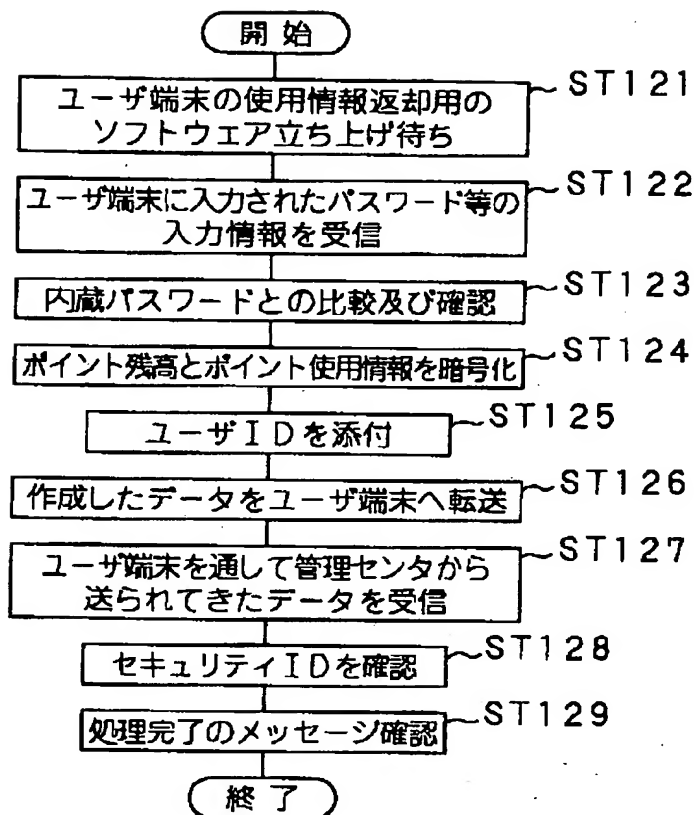 開始
ユーザ端末の使用情報返却用の ST121
ソフトウェア立ち上げ待ち
ユーザ端末に入力されたパスワード等の ST122
入力情報を受信
内蔵パスワードとの比較及び確認 ST123
ポイント残高とポイント使用情報を暗号化 ST124
ユーザIDを添付 ST125
作成したデータをユーザ端末へ転送 ST126
ユーザ端末を通して管理センタから ST127
送られてきたデータを受信
セキュリティIDを確認 ST128
処理完了のメッセージ確認 ST129
終了